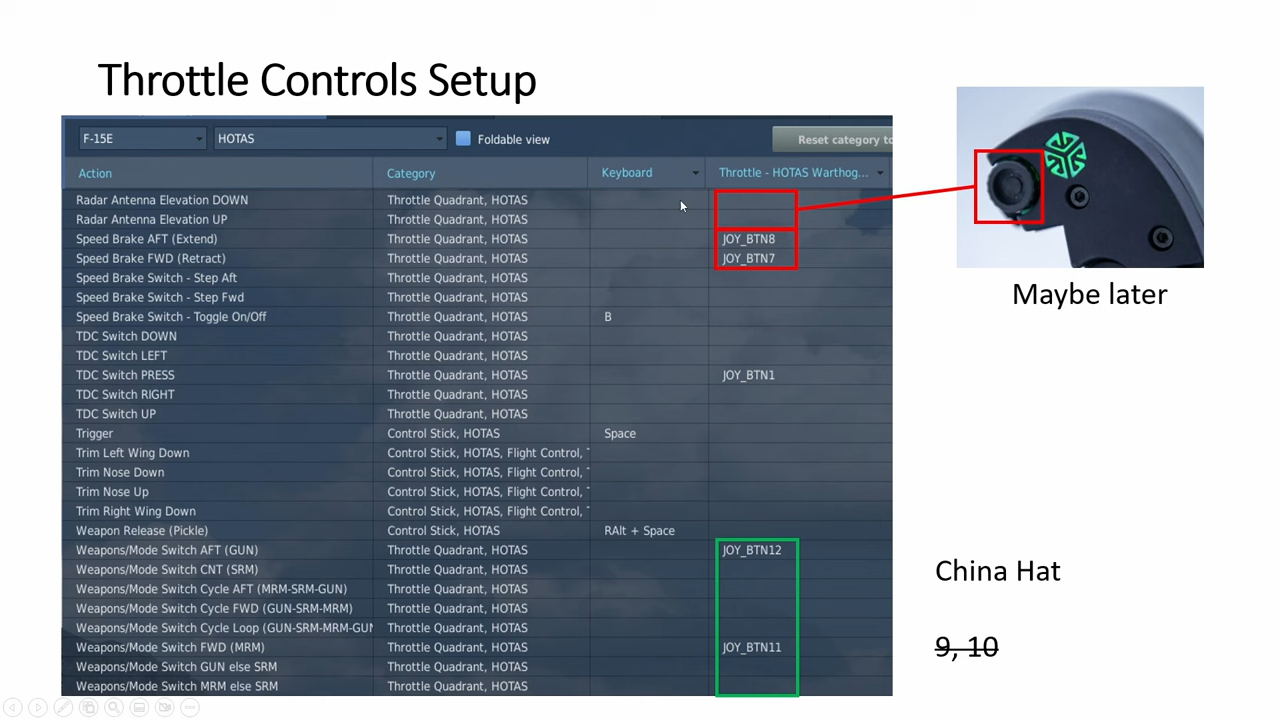 Throttle Controls Setup
F-15E HOTAS Foldable view Reset category to
Action Category Keyboard Throttle - HOTAS Warthog...
Radar Antenna Elevation DOWN Throttle Quadrant, HOTAS
Radar Antenna Elevation UP Throttle Quadrant, HOTAS
Speed Brake AFT (Extend) Throttle Quadrant, HOTAS JOY_BTN8
Speed Brake FWD (Retract) Throttle Quadrant, HOTAS JOY_BTN7
Speed Brake Switch - Step Aft Throttle Quadrant, HOTAS
Speed Brake Switch - Step Fwd Throttle Quadrant, HOTAS
Speed Brake Switch - Toggle On/Off Throttle Quadrant, HOTAS B
TDC Switch DOWN Throttle Quadrant, HOTAS
TDC Switch LEFT Throttle Quadrant, HOTAS
TDC Switch PRESS Throttle Quadrant, HOTAS JOY_BTN1
TDC Switch RIGHT Throttle Quadrant, HOTAS
TDC Switch UP Throttle Quadrant, HOTAS
Trigger Control Stick, HOTAS Space
Trim Left Wing Down Control Stick, HOTAS, Flight Control,
Trim Nose Down Control Stick, HOTAS, Flight Control,
Trim Nose Up Control Stick, HOTAS, Flight Control,
Trim Right Wing Down Control Stick, HOTAS, Flight Control,
Weapon Release (Pickle) Control Stick, HOTAS RAlt + Space
Weapons/Mode Switch AFT (GUN) Throttle Quadrant, HOTAS JOY_BTN12
Weapons/Mode Switch CNT (SRM) Throttle Quadrant, HOTAS
Weapons/Mode Switch Cycle AFT (MRM-SRM-GUN) Throttle Quadrant, HOTAS
Weapons/Mode Switch Cycle FWD (GUN-SRM-MRM) Throttle Quadrant, HOTAS
Weapons/Mode Switch Cycle Loop (GUN-SRM-MRM-GUN Throttle Quadrant, HOTAS
Weapons/Mode Switch FWD (MRM) Throttle Quadrant, HOTAS JOY_BTN11
Weapons/Mode Switch GUN else SRM Throttle Quadrant, HOTAS
Weapons/Mode Switch MRM else SRM Throttle Quadrant, HOTAS
Maybe later
China Hat
9, 10